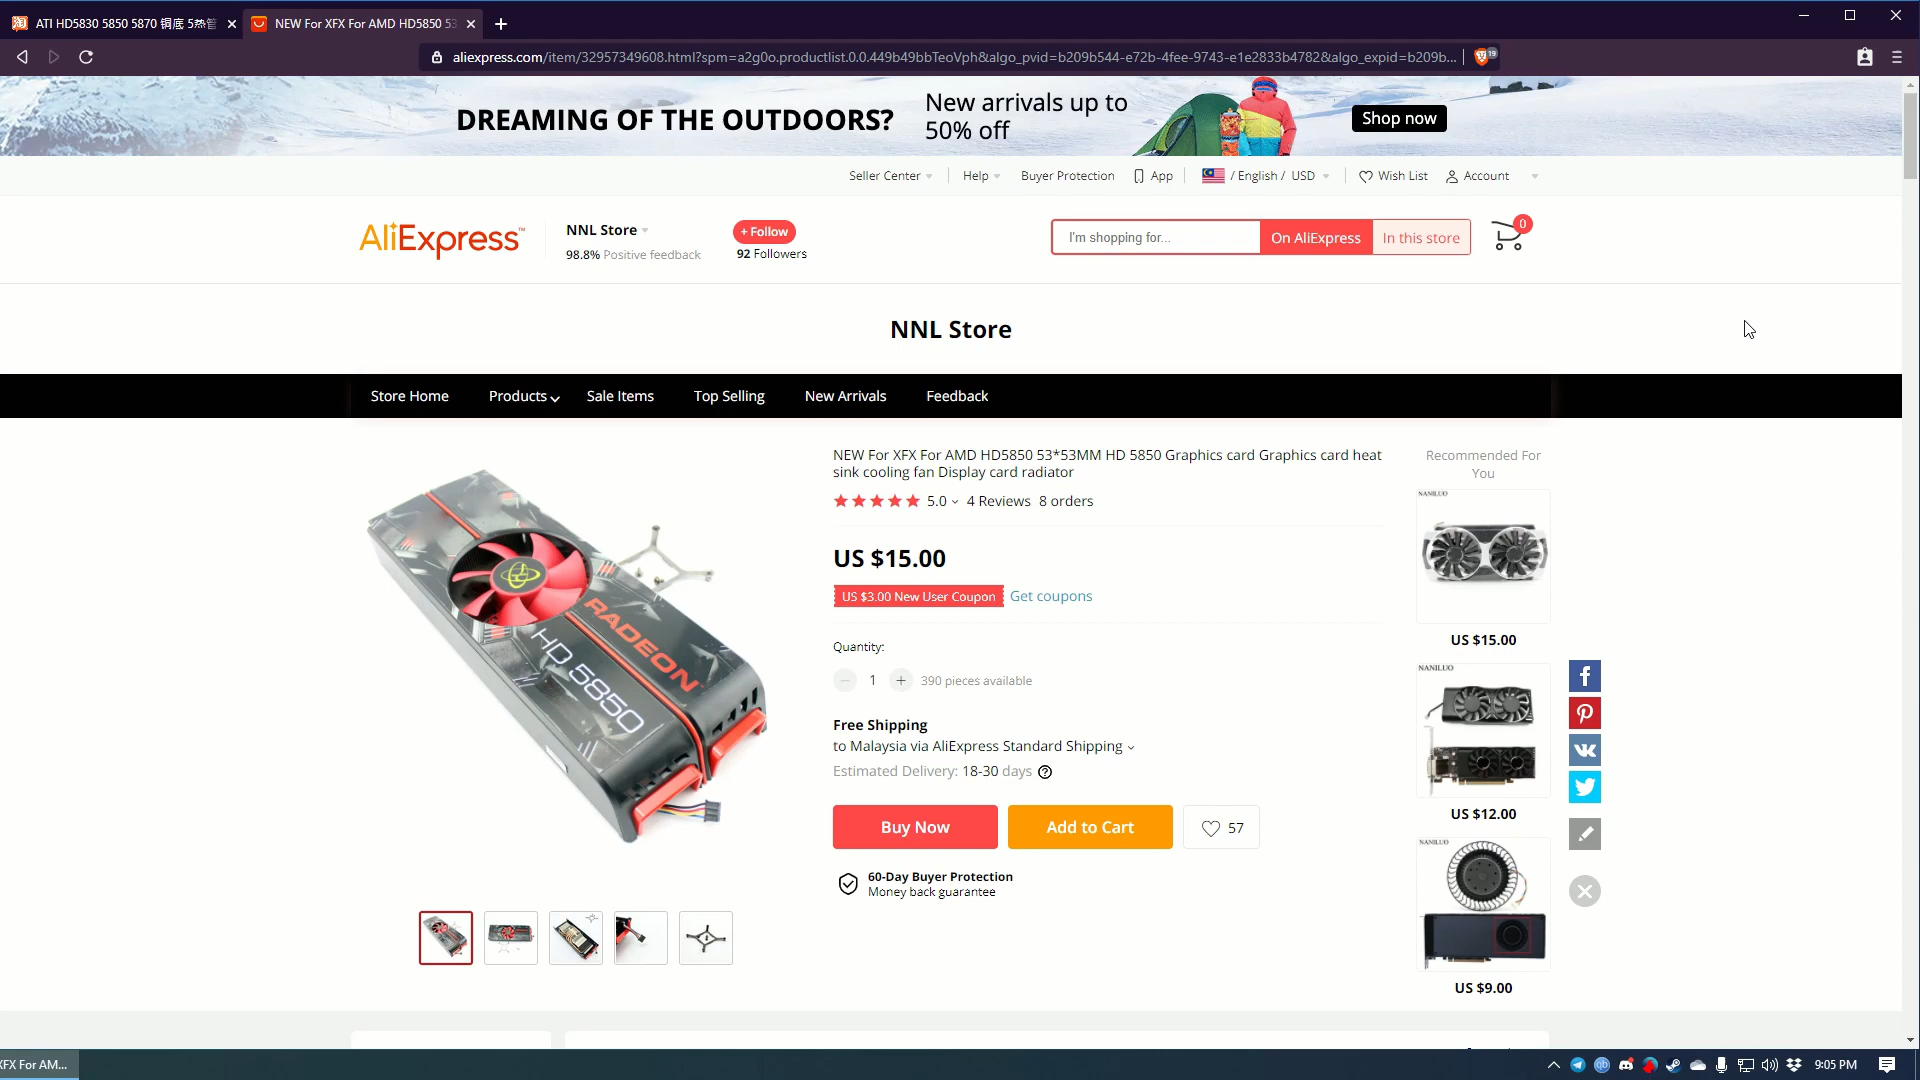 ATI HD5830 5850 5870 铜底 5热管
NEW For XFX For AMD HD5850 53
aliexpress.com/item/32957349608.html?spm=a2g0o.productlist.0.0.449b49bbTeoVph&algo_pvid=b209b544-e72b-4fee-9743-e1e2833b4782&algo_expid=b209b...
19
DREAMING OF THE OUTDOORS?
New arrivals up to
50% off
Shop now
Seller Center
Help
Buyer Protection
App
/ English / USD
Wish List
Account
AliExpress™
NNL Store
98.8% Positive feedback
+ Follow
92 Followers
I'm shopping for...
On AliExpress
In this store
0
NNL Store
Store Home
Products
Sale Items
Top Selling
New Arrivals
Feedback
RADEON
HD 5850
NEW For XFX For AMD HD5850 53*53MM HD 5850 Graphics card Graphics card heat
sink cooling fan Display card radiator
5.0
4 Reviews
8 orders
US $15.00
US $3.00 New User Coupon
Get coupons
Quantity:
1
390 pieces available
Free Shipping
to Malaysia via AliExpress Standard Shipping
Estimated Delivery: 18-30 days
Buy Now
Add to Cart
57
60-Day Buyer Protection
Money back guarantee
Recommended For
You
NANILUO
US $15.00
NANILUO
US $12.00
NANILUO
US $9.00
XFX For AM...
9:05 PM